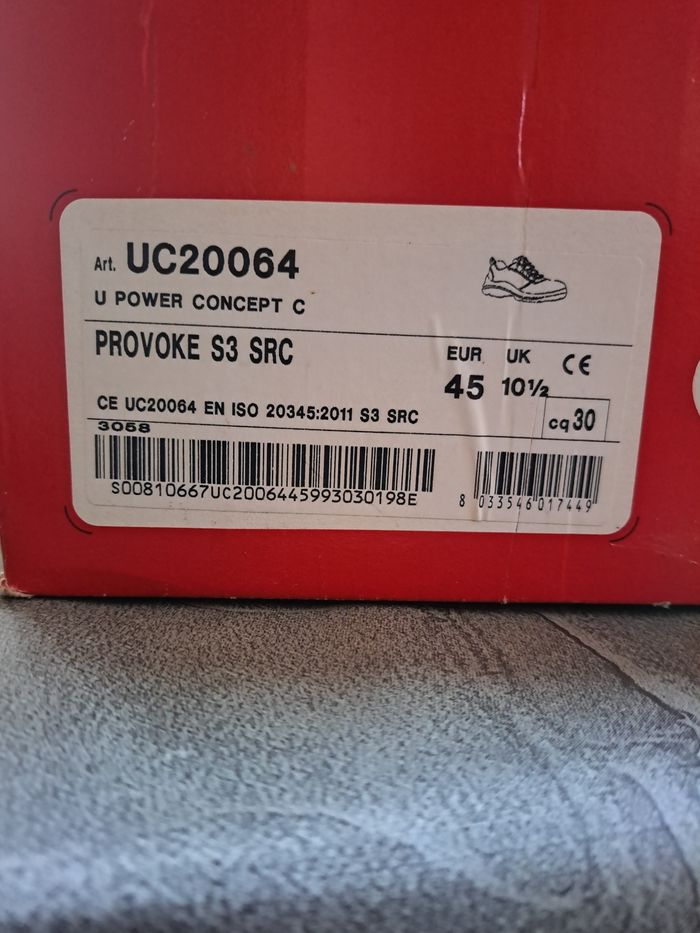 Art. UC20064
U POWER CONCEPT C
PROVOKE S3 SRC
EUR UK CE
45 10½
CE UC20064 EN ISO 20345:2011 S3 SRC
cq 30
3058
S00810667UC2006445993030198E
8 033546 017449